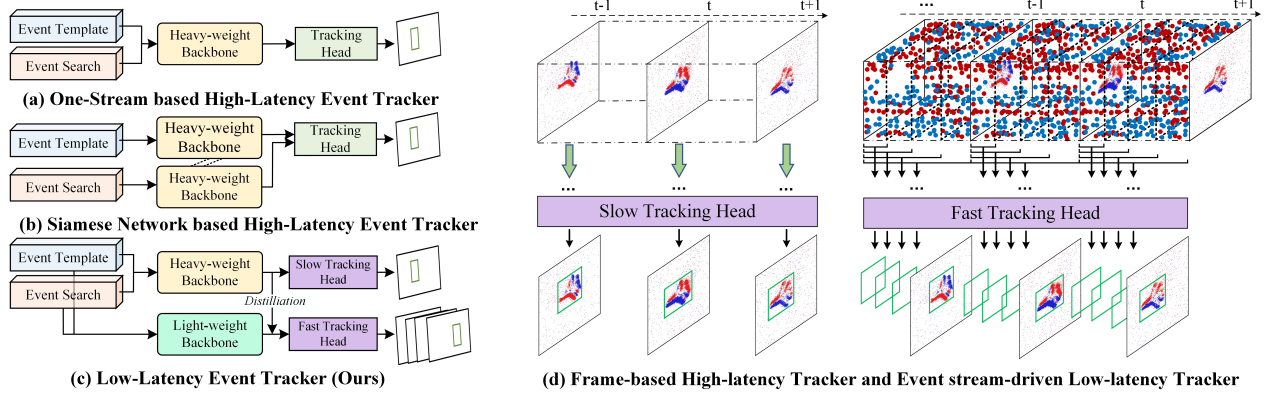 Event Template
Event Search
Heavy-weight
Backbone
Tracking
Head
(a) One-Stream based High-Latency Event Tracker
Event Template
Event Search
Heavy-weight
Backbone
Heavy-weight
Backbone
Tracking
Head
(b) Siamese Network based High-Latency Event Tracker
Event Template
Event Search
Heavy-weight
Backbone
Slow Tracking
Head
Distilliation
Light-weight
Backbone
Fast Tracking
Head
(c) Low-Latency Event Tracker (Ours)
t-1
t
t+1
...
Slow Tracking Head
...
t-1
t
t+1
...
Fast Tracking Head
(d) Frame-based High-latency Tracker and Event stream-driven Low-latency Tracker